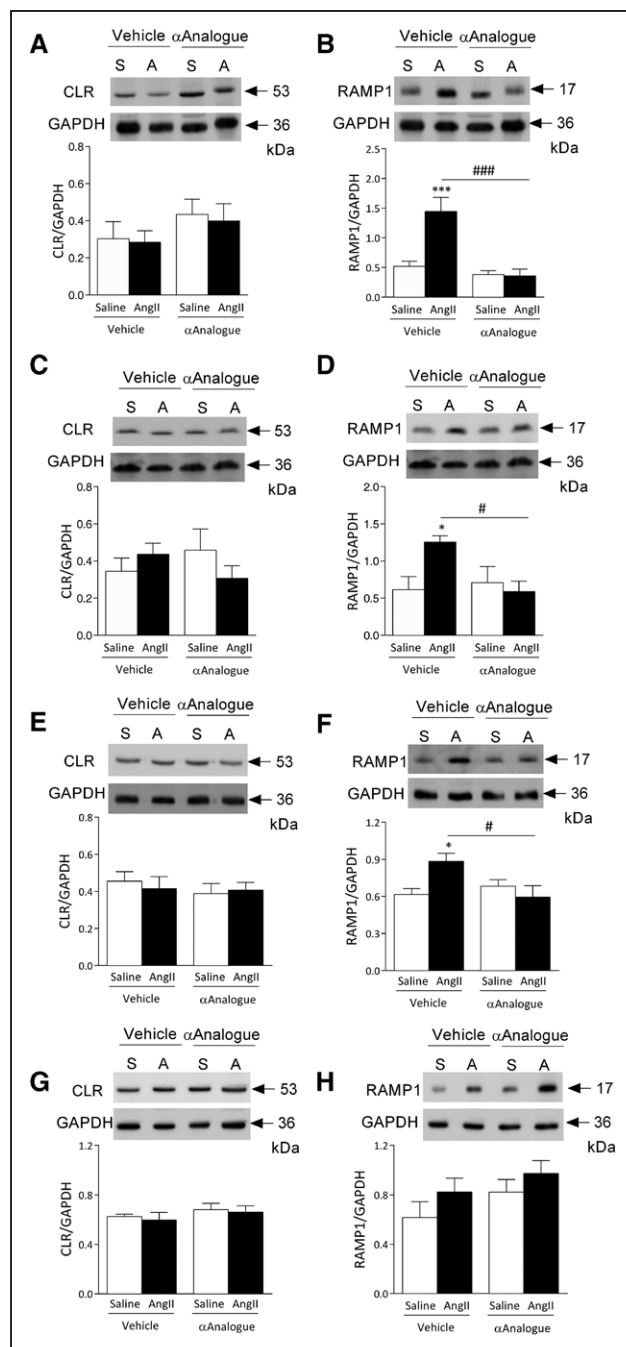 A
Vehicle αAnalogue
S A S A
CLR 53
GAPDH 36
kDa
CLR/GAPDH
0.8
0.6
0.4
0.2
0.0
Saline AngII Saline AngII
Vehicle αAnalogue
B
Vehicle αAnalogue
S A S A
RAMP1 17
GAPDH 36
kDa
RAMP1/GAPDH
2.0
1.5
1.0
0.5
0.0
***
###
Saline AngII Saline AngII
Vehicle αAnalogue
C
Vehicle αAnalogue
S A S A
CLR 53
GAPDH 36
kDa
CLR/GAPDH
0.8
0.6
0.4
0.2
0.0
Saline AngII Saline AngII
Vehicle αAnalogue
D
Vehicle αAnalogue
S A S A
RAMP1 17
GAPDH 36
kDa
RAMP1/GAPDH
2.0
1.5
1.0
0.5
0.0
*
#
Saline AngII Saline AngII
Vehicle αAnalogue
E
Vehicle αAnalogue
S A S A
CLR 53
GAPDH 36
kDa
CLR/GAPDH
0.8
0.6
0.4
0.2
0.0
Saline AngII Saline AngII
Vehicle αAnalogue
F
Vehicle αAnalogue
S A S A
RAMP1 17
GAPDH 36
kDa
RAMP1/GAPDH
1.2
0.9
0.6
0.3
0.0
*
#
Saline AngII Saline AngII
Vehicle αAnalogue
G
Vehicle αAnalogue
S A S A
CLR 53
GAPDH 36
kDa
CLR/GAPDH
1.2
0.8
0.4
0.0
Saline AngII Saline AngII
Vehicle αAnalogue
H
Vehicle αAnalogue
S A S A
RAMP1 17
GAPDH 36
kDa
RAMP1/GAPDH
1.2
0.8
0.4
0.0
Saline AngII Saline AngII
Vehicle αAnalogue